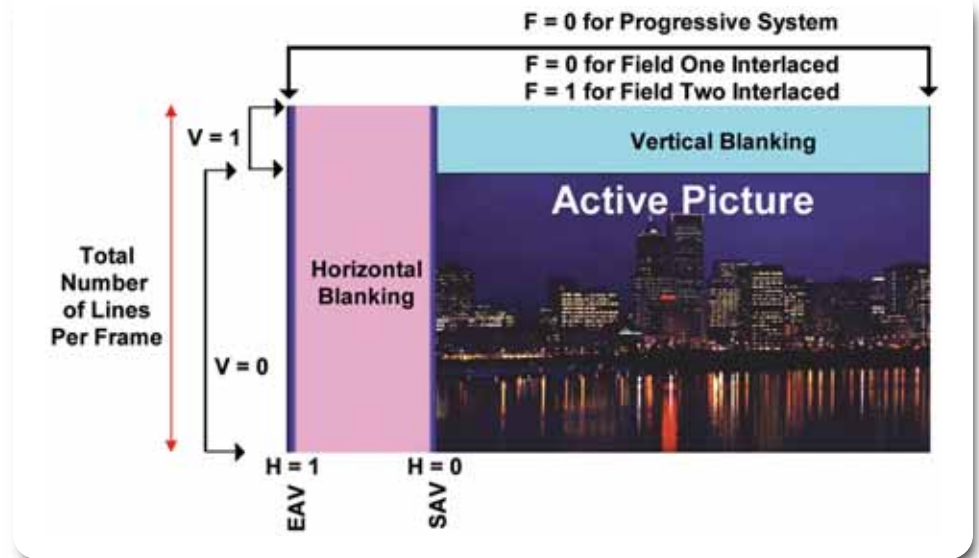 F = 0 for Progressive System
F = 0 for Field One Interlaced
F = 1 for Field Two Interlaced
V = 1
Vertical Blanking
Active Picture
Total
Number
of Lines
Per Frame
Horizontal
Blanking
V = 0
H = 1
H = 0
EAV
SAV